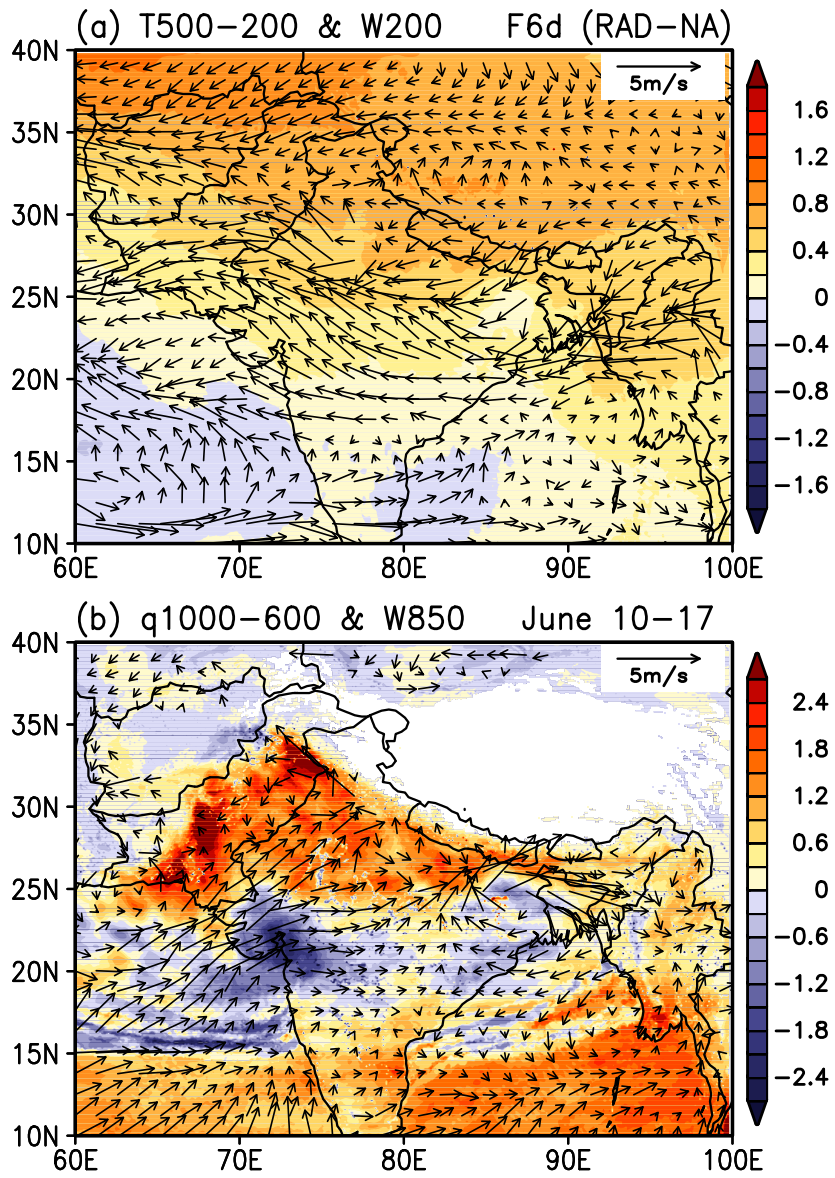 (a) T500−200 & W200 F6d (RAD−NA)
40N
5m/s
35N
30N
25N
20N
15N
10N
60E 70E 80E 90E 100E
1.6
1.2
0.8
0.4
0
−0.4
−0.8
−1.2
−1.6
(b) q1000−600 & W850 June 10−17
40N
5m/s
35N
30N
25N
20N
15N
10N
60E 70E 80E 90E 100E
2.4
1.8
1.2
0.6
0
−0.6
−1.2
−1.8
−2.4